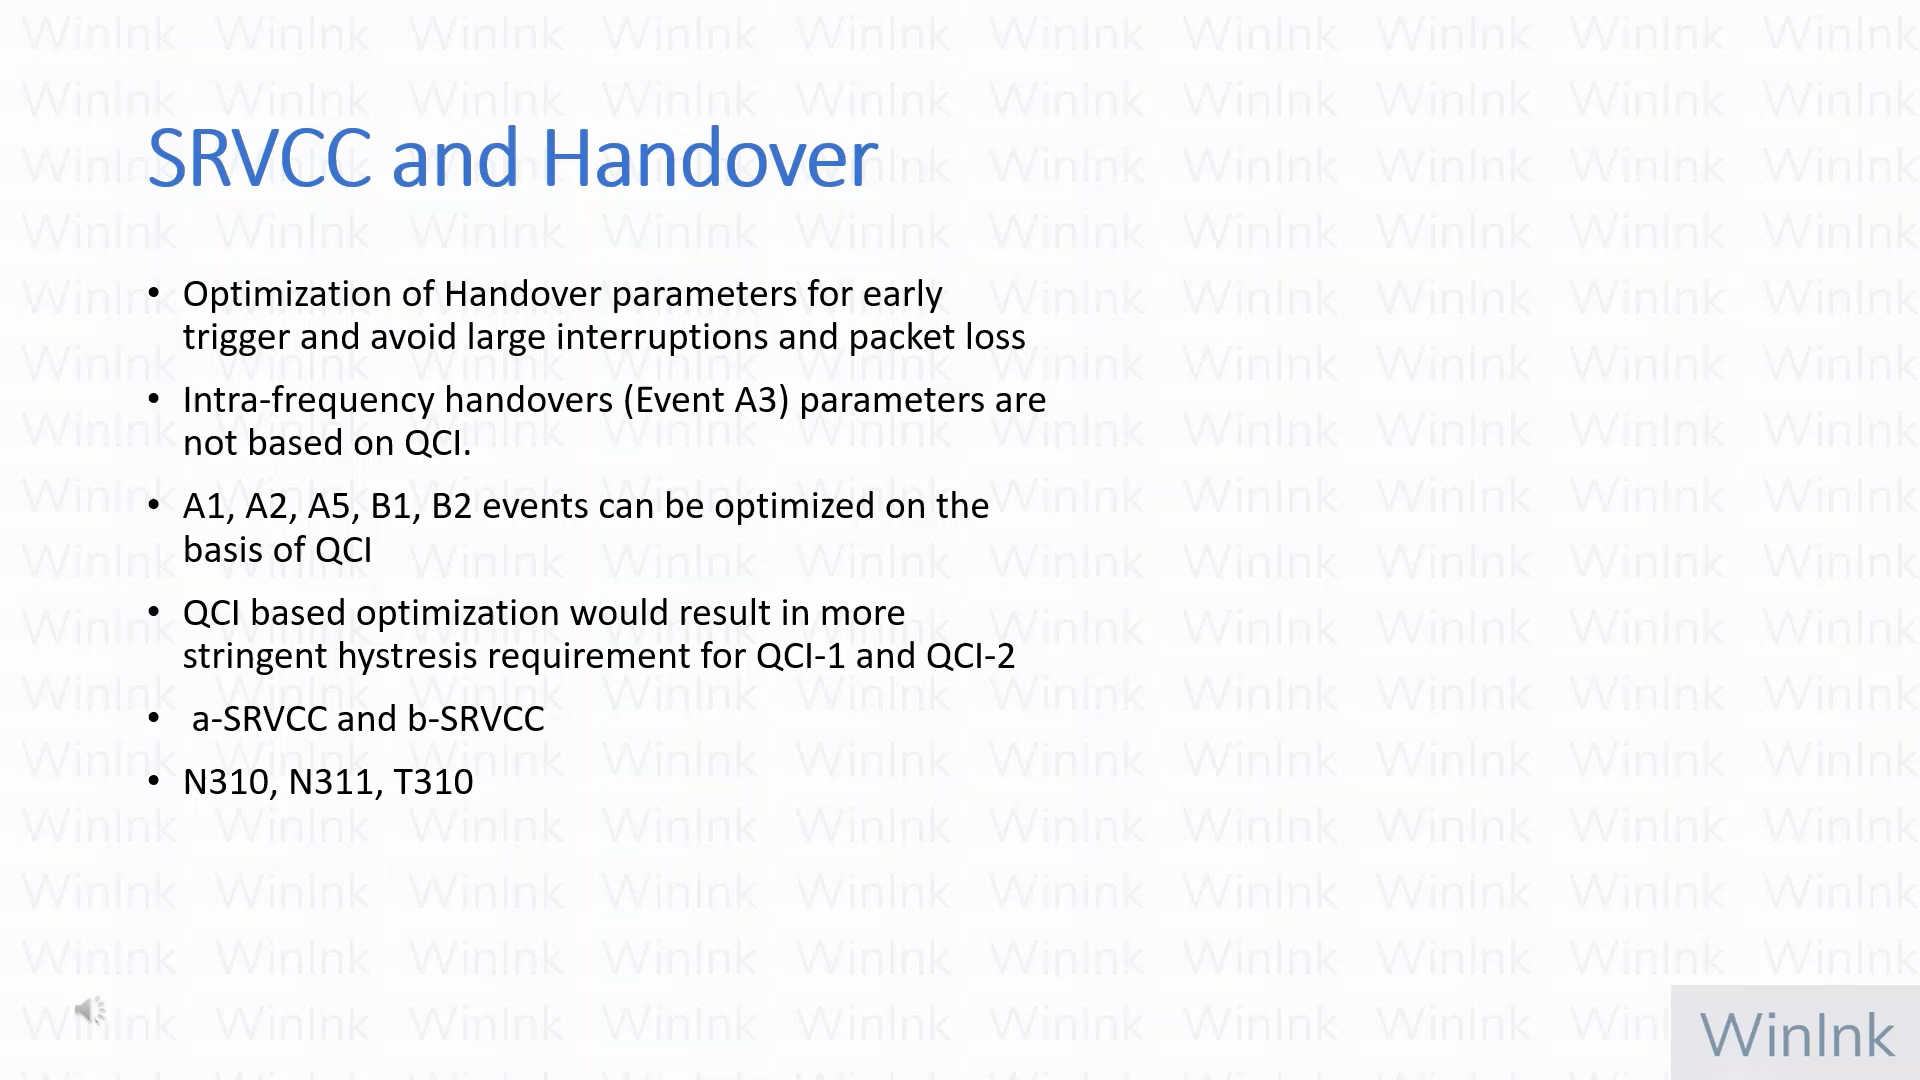 SRVCC and Handover
• Optimization of Handover parameters for early
trigger and avoid large interruptions and packet loss
• Intra-frequency handovers (Event A3) parameters are
not based on QCI.
• A1, A2, A5, B1, B2 events can be optimized on the
basis of QCI
• QCI based optimization would result in more
stringent hystresis requirement for QCI-1 and QCI-2
• a-SRVCC and b-SRVCC
• N310, N311, T310
WinInk